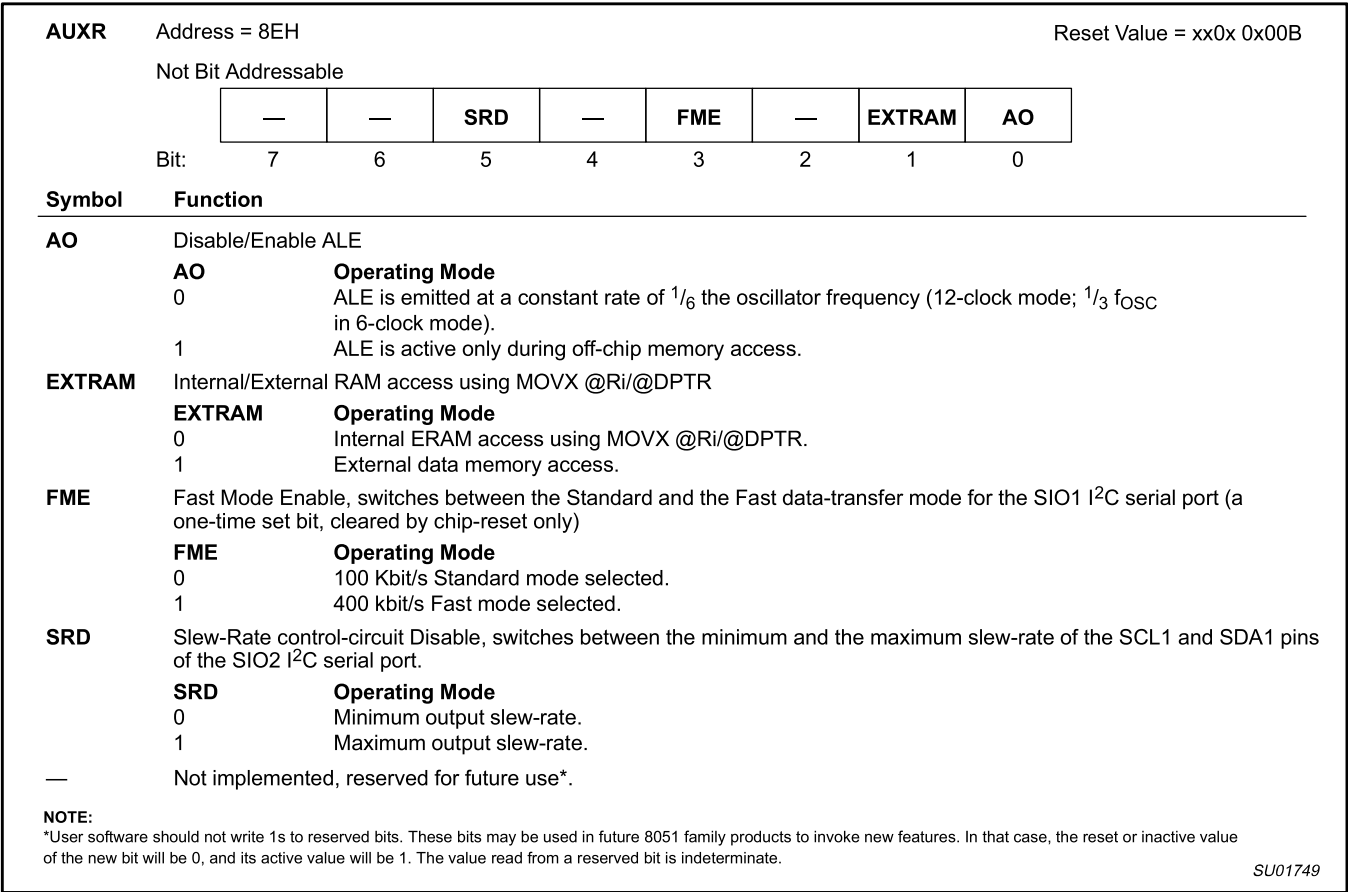 AUXR Address = 8EH Reset Value = xx0x 0x00B
Not Bit Addressable
— — SRD — FME — EXTRAM AO
Bit: 7 6 5 4 3 2 1 0
Symbol Function
AO Disable/Enable ALE
AO Operating Mode
0 ALE is emitted at a constant rate of 1/6 the oscillator frequency (12-clock mode; 1/3 fOSC
in 6-clock mode).
1 ALE is active only during off-chip memory access.
EXTRAM Internal/External RAM access using MOVX @Ri/@DPTR
EXTRAM Operating Mode
0 Internal ERAM access using MOVX @Ri/@DPTR.
1 External data memory access.
FME Fast Mode Enable, switches between the Standard and the Fast data-transfer mode for the SIO1 I2C serial port (a
one-time set bit, cleared by chip-reset only)
FME Operating Mode
0 100 Kbit/s Standard mode selected.
1 400 kbit/s Fast mode selected.
SRD Slew-Rate control-circuit Disable, switches between the minimum and the maximum slew-rate of the SCL1 and SDA1 pins
of the SIO2 I2C serial port.
SRD Operating Mode
0 Minimum output slew-rate.
1 Maximum output slew-rate.
— Not implemented, reserved for future use*.
NOTE:
*User software should not write 1s to reserved bits. These bits may be used in future 8051 family products to invoke new features. In that case, the reset or inactive value
of the new bit will be 0, and its active value will be 1. The value read from a reserved bit is indeterminate.
SU01749